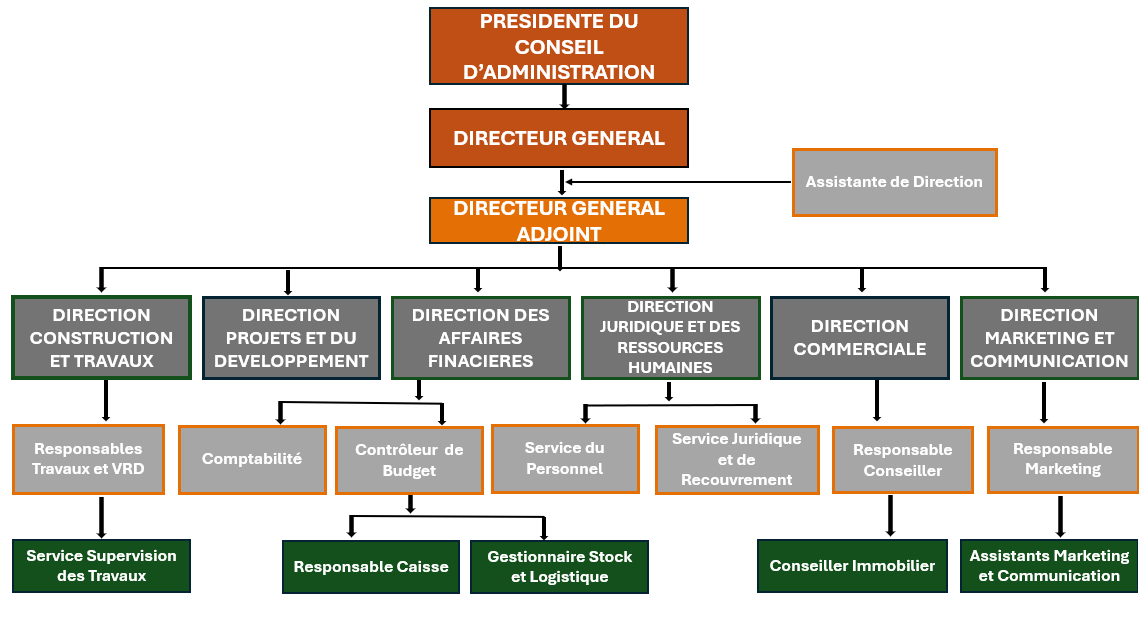 PRESIDENTE DU
CONSEIL
D’ADMINISTRATION
DIRECTEUR GENERAL
Assistante de Direction
DIRECTEUR GENERAL
ADJOINT
DIRECTION
CONSTRUCTION
ET TRAVAUX
DIRECTION
PROJETS ET DU
DEVELOPPEMENT
DIRECTION DES
AFFAIRES
FINACIERES
DIRECTION
JURIDIQUE ET DES
RESSOURCES
HUMAINES
DIRECTION
COMMERCIALE
DIRECTION
MARKETING ET
COMMUNICATION
Responsables
Travaux et VRD
Comptabilité
Contrôleur de
Budget
Service du
Personnel
Service Juridique
et de
Recouvrement
Responsable
Conseiller
Responsable
Marketing
Service Supervision
des Travaux
Responsable Caisse
Gestionnaire Stock
et Logistique
Conseiller Immobilier
Assistants Marketing
et Communication